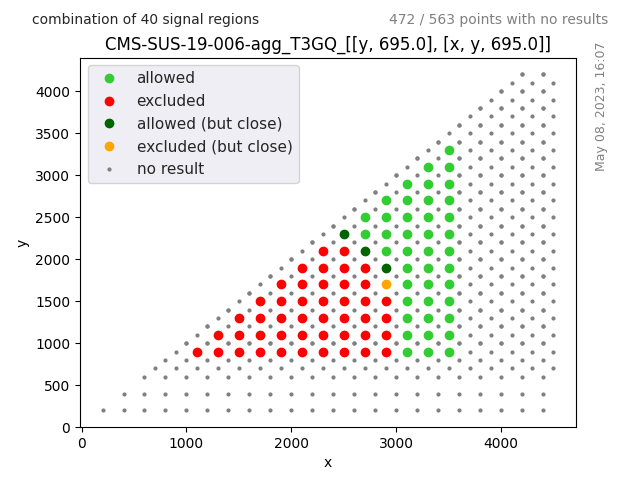 combination of 40 signal regions
472 / 563 points with no results
CMS-SUS-19-006-agg_T3GQ_[[y, 695.0], [x, y, 695.0]]
May 08, 2023, 16:07
allowed
excluded
allowed (but close)
excluded (but close)
no result
4000
3500
3000
2500
2000
1500
1000
500
0
y
0
1000
2000
3000
4000
x